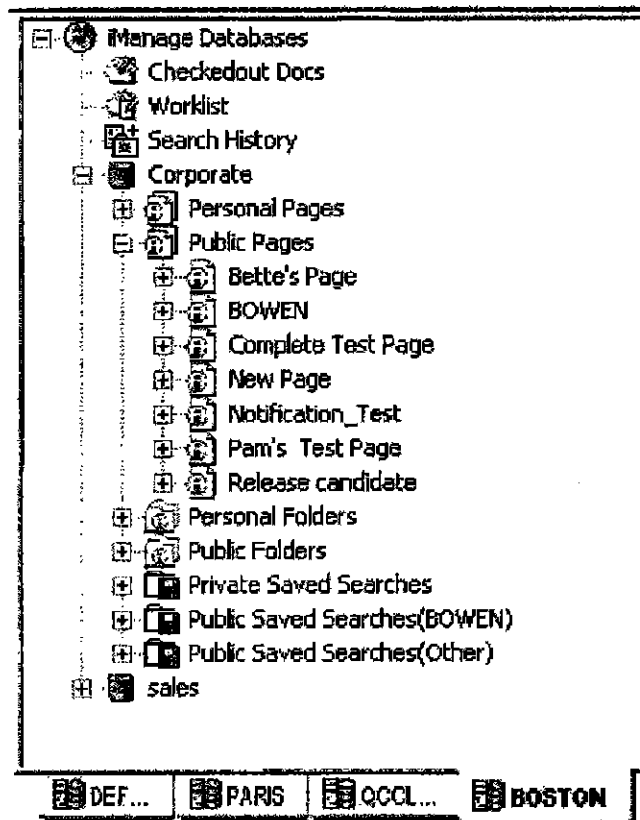 iManage Databases
Checkedout Docs
Worklist
Search History
Corporate
Personal Pages
Public Pages
Bette's Page
BOWEN
Complete Test Page
New Page
Notification_Test
Pam's Test Page
Release candidate
Personal Folders
Public Folders
Private Saved Searches
Public Saved Searches(BOWEN)
Public Saved Searches(Other)
sales
DEF... PARIS QCCL... BOSTON